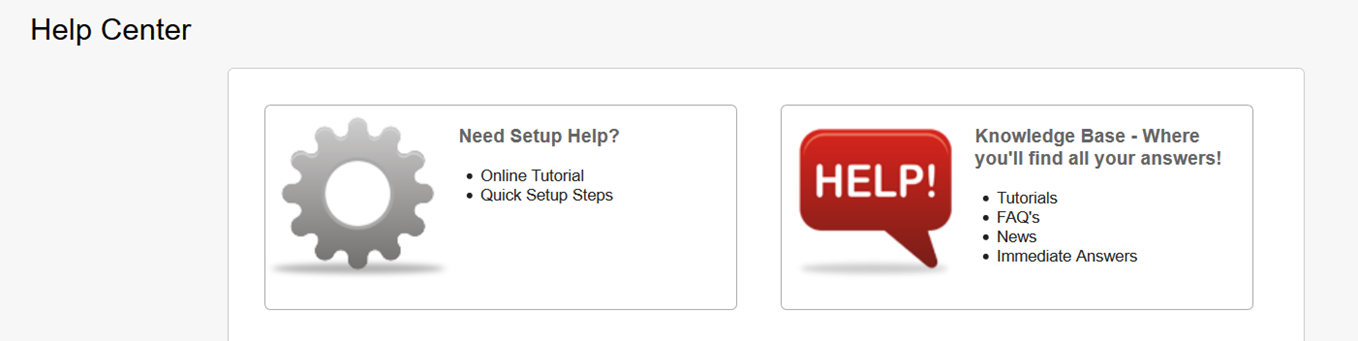 Help Center
Need Setup Help?
Online Tutorial
Quick Setup Steps
HELP!
Knowledge Base - Where
you'll find all your answers!
Tutorials
FAQ's
News
Immediate Answers